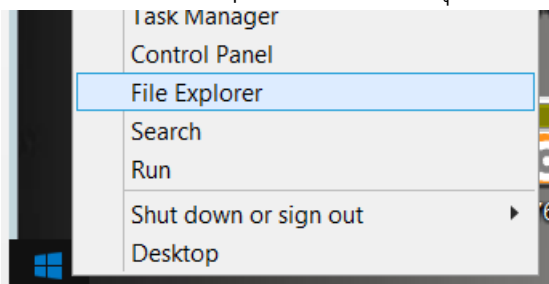 Task Manager
Control Panel
File Explorer
Search
Run
Shut down or sign out
Desktop